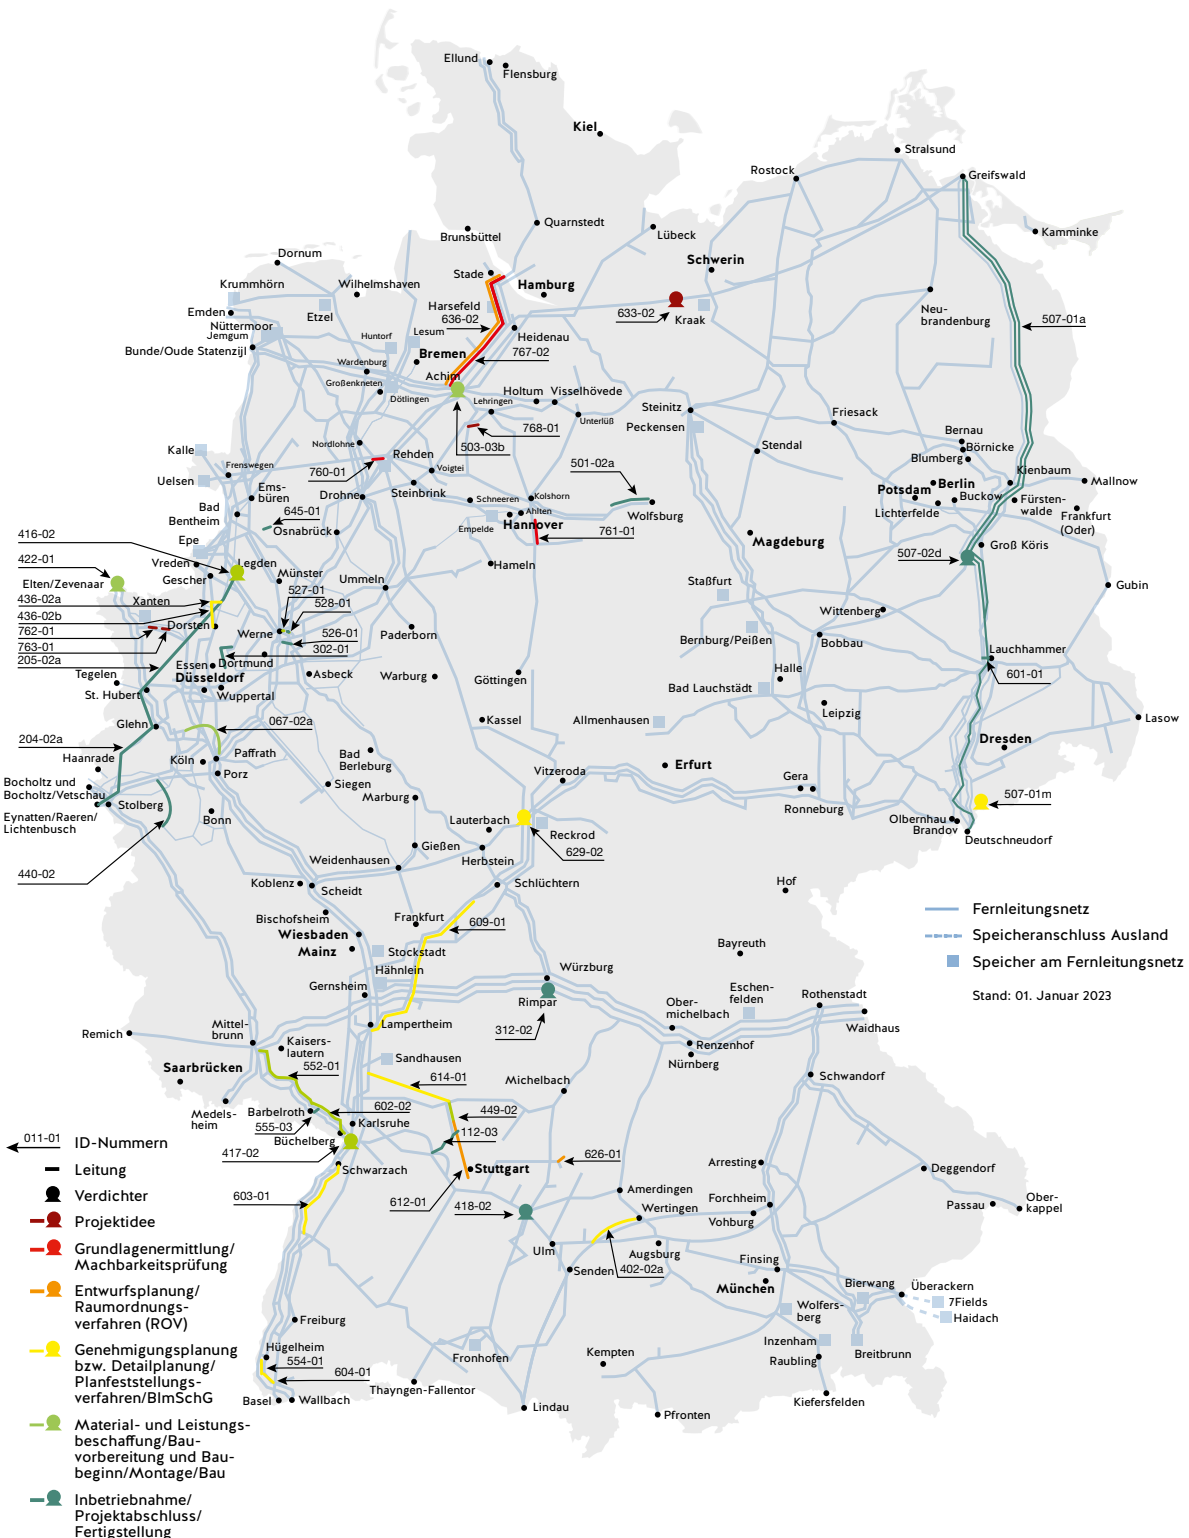 Ellund
Flensburg
Kiel
Stralsund
Rostock
Greifswald
Quarnstedt
Brunsbüttel
Lübeck
Kamminke
Dornum
Schwerin
Stade
Krummhörn
Wilhelmshaven
Hamburg
Emden
Etzel
Harsefeld
636-02
633-02
Kraak
Neu-
brandenburg
507-01a
Nüttermoor
Jemgum
Huntorf
Lesum
Heidenau
Bunde/Oude Statenzijl
Bremen
767-02
Wardenburg
Achim
Großenkneten
Dötlingen
Lehringen
Holtum
Visselhövede
Unterlüß
Steinitz
Peckensen
Friesack
768-01
Bernau
Börnicke
Blumberg
Nordlohne
503-03b
Stendal
Kalle
Rehden
Frenswegen
760-01
Voigtei
501-02a
Kienbaum
Uelsen
Ems-
büren
Drohne
Steinbrink
Schneeren
Kolshorn
Potsdam
Berlin
Buckow
Lichterfelde
Fürsten-
walde
Mallnow
Frankfurt
(Oder)
Bad
Bentheim
645-01
Ahlten
Empelde
Hannover
Wolfsburg
416-02
Osnabrück
761-01
Magdeburg
Groß Köris
Epe
507-02d
422-01
Vreden
Legden
Hameln
Elten/Zevenaar
Gescher
Münster
Ummeln
Staßfurt
Gubin
436-02a
Xanten
527-01
528-01
436-02b
Wittenberg
762-01
Dorsten
Werne
526-01
Paderborn
Bernburg/Peißen
Bobbau
763-01
302-01
205-02a
Essen
Dortmund
Lauchhammer
Tegelen
Düsseldorf
Asbeck
Warburg
Göttingen
Halle
601-01
St. Hubert
Wuppertal
Bad Lauchstädt
Leipzig
Glehn
067-02a
Kassel
Allmenhausen
Lasow
204-02a
Haanrade
Köln
Paffrath
Bad
Berleburg
Dresden
Porz
Vitzeroda
Erfurt
Gera
Bocholtz und
Bocholtz/Vetschau
Siegen
Marburg
Ronneburg
507-01m
Stolberg
Eynatten/Raeren/
Lichtenbusch
Bonn
Lauterbach
Reckrod
Olbernhau
Brandov
Deutschneudorf
Gießen
440-02
Weidenhausen
Herbstein
629-02
Koblenz
Scheidt
Schlüchtern
Hof
Bischofsheim
Frankfurt
609-01
Wiesbaden
Mainz
Stockstadt
Bayreuth
Hähnlein
Würzburg
Gernsheim
Rimpar
Eschen-
felden
Rothenstadt
Ober-
michelbach
Waidhaus
Remich
Mittel-
brunn
Lampertheim
312-02
Kaisers-
lautern
Renzenhof
Nürnberg
Saarbrücken
552-01
Sandhausen
614-01
Michelbach
Schwandorf
Medels-
heim
Barbelroth
602-02
449-02
555-03
Karlsruhe
Büchelberg
112-03
417-02
Schwarzach
Stuttgart
626-01
Arresting
Deggendorf
603-01
612-01
418-02
Amerdingen
Wertingen
Forchheim
Vohburg
Passau
Ober-
kappel
Ulm
Augsburg
Senden
402-02a
Finsing
München
Bierwang
Überackern
7Fields
Haidach
Freiburg
Wolfers-
berg
Hügelheim
554-01
Fronhofen
Inzenham
Raubling
Breitbrunn
604-01
Kempten
Basel
Wallbach
Thayngen-Fallentor
Lindau
Pfronten
Kiefersfelden
Fernleitungsnetz
Speicheranschluss Ausland
Speicher am Fernleitungsnetz
Stand: 01. Januar 2023
011-01
ID-Nummern
Leitung
Verdichter
Projektidee
Grundlagenermittlung/
Machbarkeitsprüfung
Entwurfsplanung/
Raumordnungs-
verfahren (ROV)
Genehmigungsplanung
bzw. Detailplanung/
Planfeststellungs-
verfahren/BImSchG
Material- und Leistungs-
beschaffung/Bau-
vorbereitung und Bau-
beginn/Montage/Bau
Inbetriebnahme/
Projektabschluss/
Fertigstellung